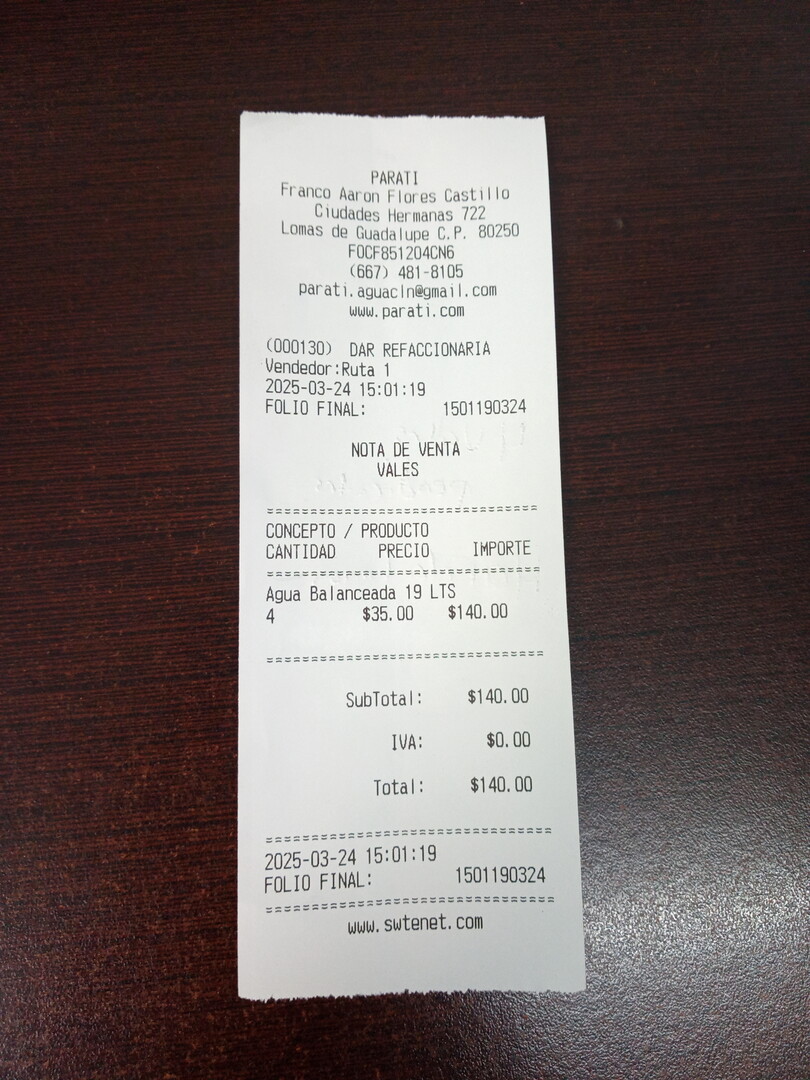 PARATI
Franco Aaron Flores Castillo
Ciudades Hermanas 722
Lomas de Guadalupe C.P. 80250
FOCF851204CN6
(667) 481-8105
parati.aguacln@gmail.com
www.parati.com
(000130) DAR REFACCIONARIA
Vendedor:Ruta 1
2025-03-24 15:01:19
FOLIO FINAL: 1501190324
NOTA DE VENTA
VALES
================================
CONCEPTO / PRODUCTO
CANTIDAD PRECIO IMPORTE
================================
Agua Balanceada 19 LTS
4 $35.00 $140.00
================================
SubTotal: $140.00
IVA: $0.00
Total: $140.00
================================
2025-03-24 15:01:19
FOLIO FINAL: 1501190324
================================
www.swtenet.com